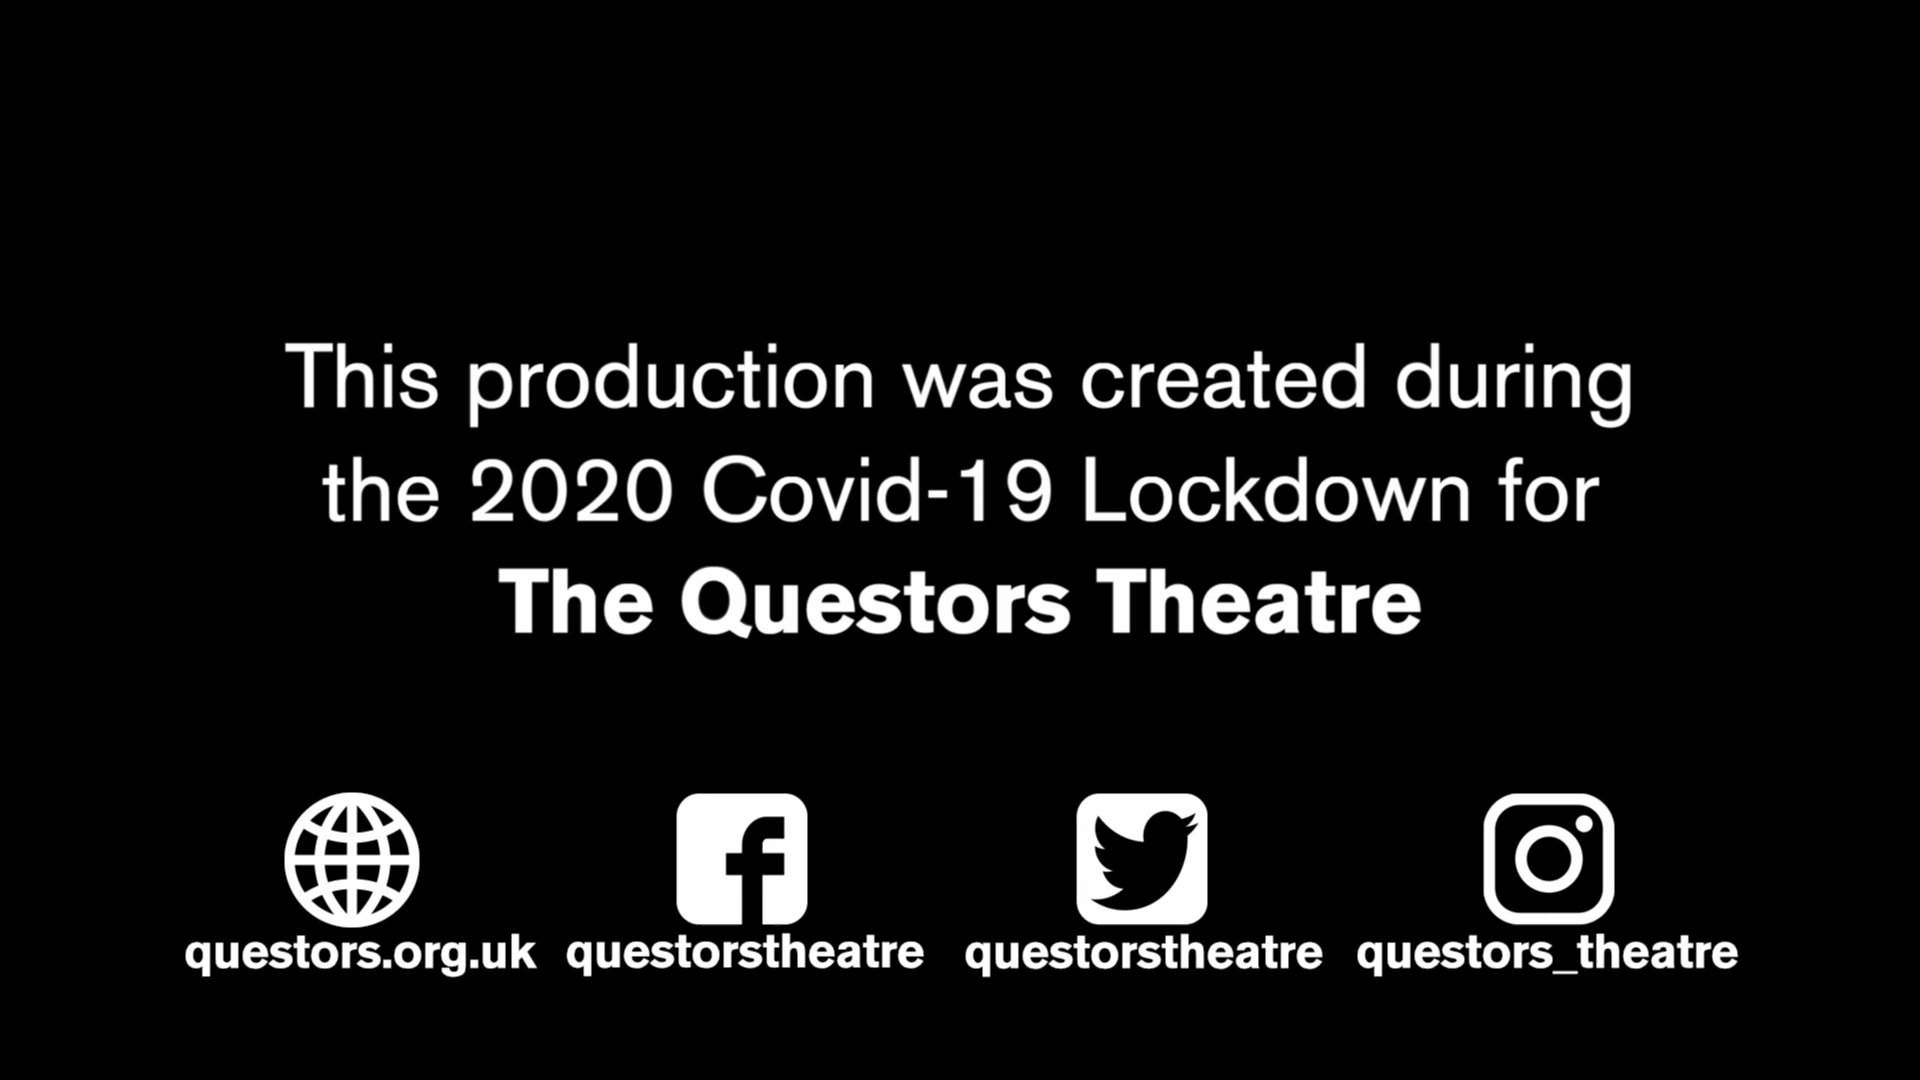 This production was created during
the 2020 Covid-19 Lockdown for
The Questors Theatre
questors.org.uk questorstheatre questorstheatre questors_theatre